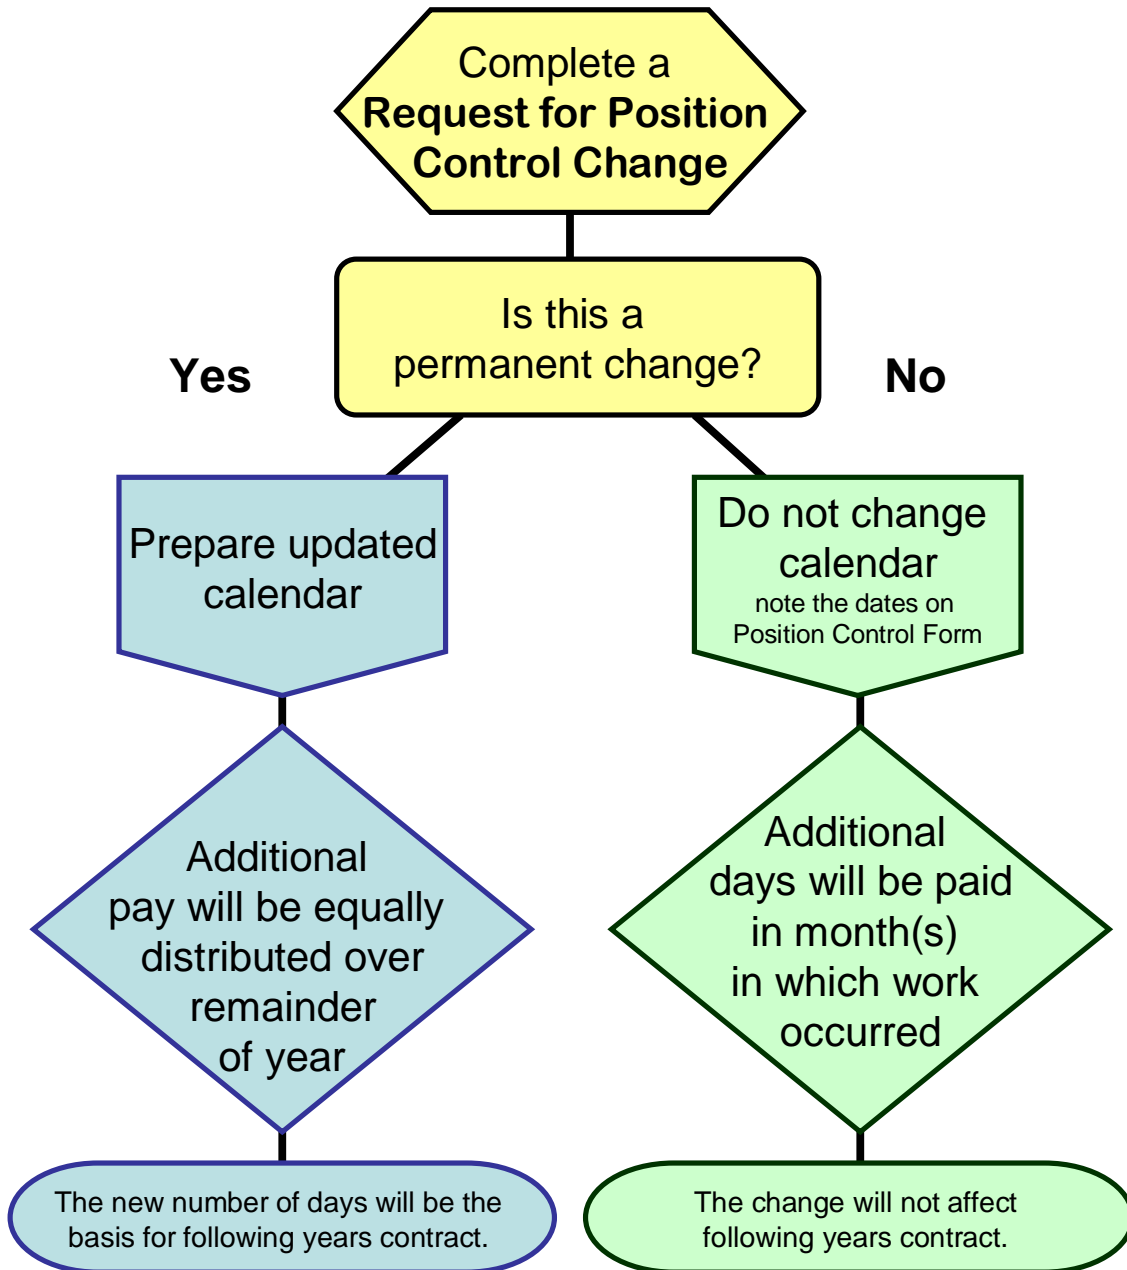 Complete a
Request for Position
Control Change
Is this a
permanent change?
Yes
No
Prepare updated
calendar
Do not change
calendar
note the dates on
Position Control Form
Additional
pay will be equally
distributed over
remainder
of year
Additional
days will be paid
in month(s)
in which work
occurred
The new number of days will be the
basis for following years contract.
The change will not affect
following years contract.